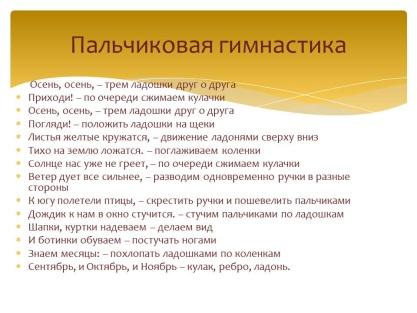 Пальчиковая гимнастика
Осень, осень, – трем ладошки друг о друга
Приходи! – по очереди сжимаем кулачки
Осень, осень, – трем ладошки друг о друга
Погляди! – положить ладошки на щеки
Листья желтые кружатся, – движение ладонями сверху вниз
Тихо на землю ложатся. – поглаживаем коленки
Солнце нас уже не греет, – по очереди сжимаем кулачки
Ветер дует все сильнее, – разводим одновременно ручки в разные
стороны
К югу полетели птицы, – скрестить ручки и пошевелить пальчиками
Дождик к нам в окно стучится. – стучим пальчиками по ладошкам
Шапки, куртки надеваем – делаем вид
И ботинки обуваем – постучать ногами
Знаем месяцы: – похлопать ладошками по коленкам
Сентябрь, и Октябрь, и Ноябрь – кулак, ребро, ладонь.